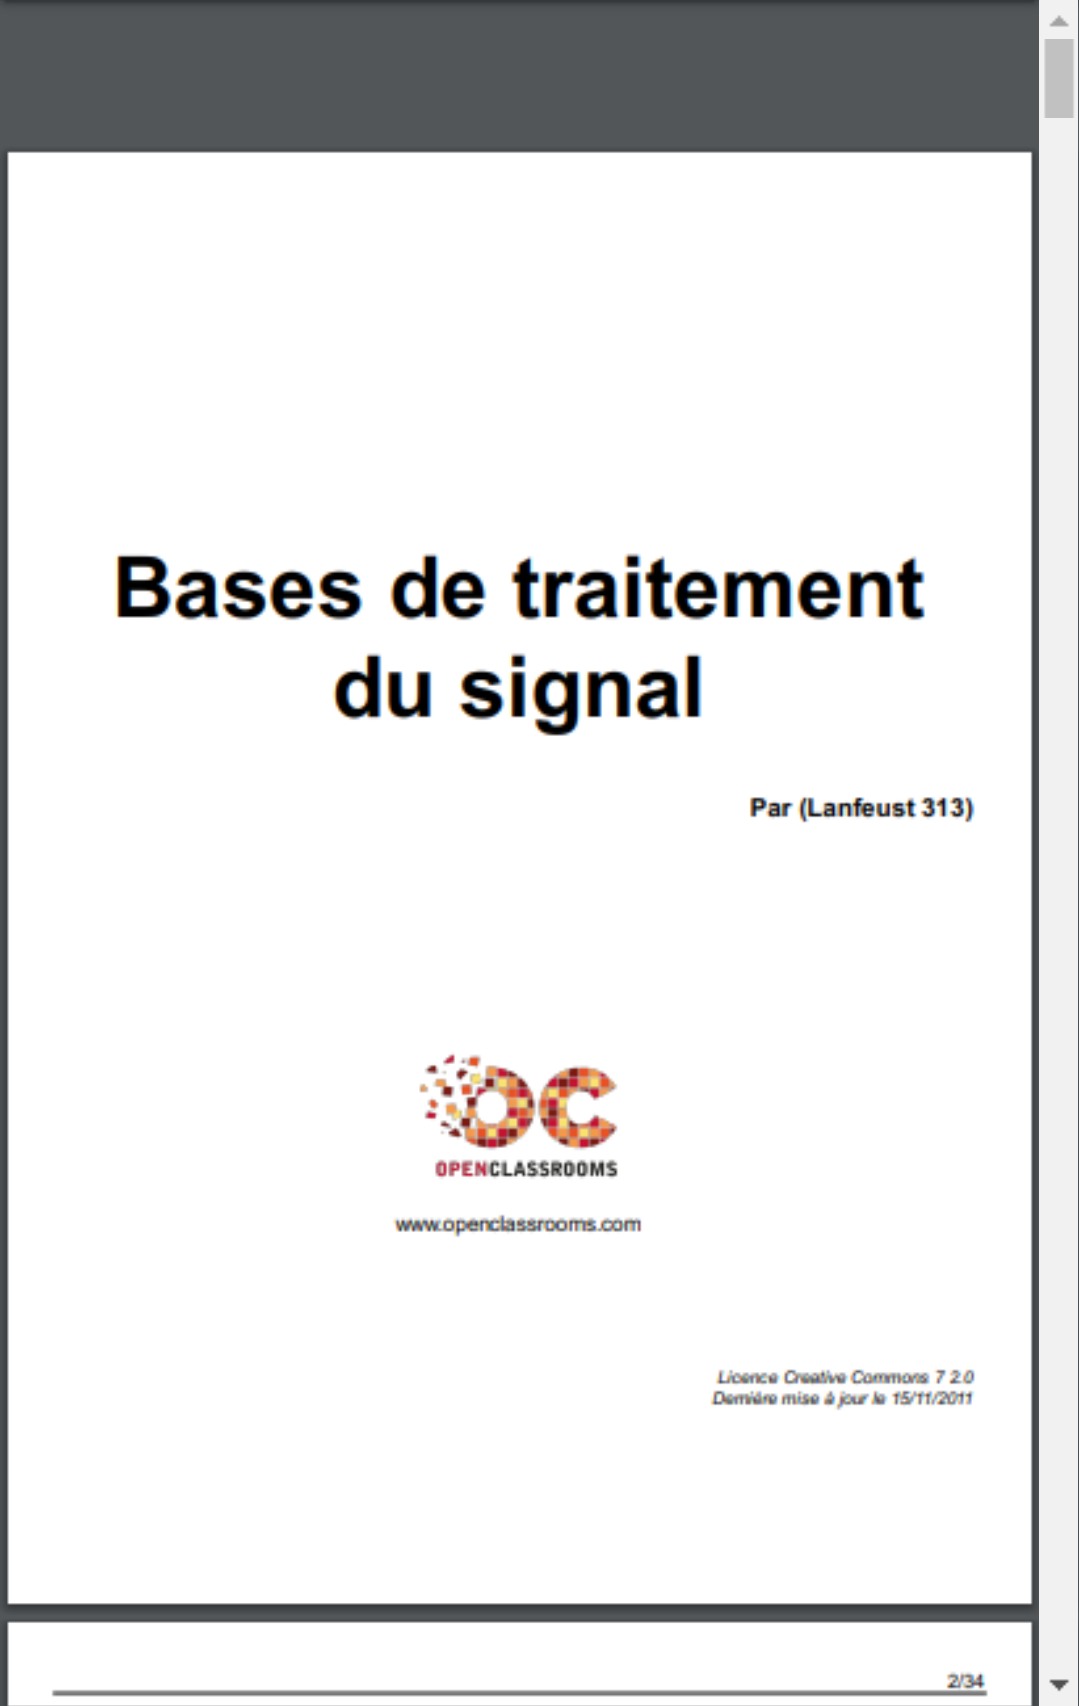 Bases de traitement
du signal
Par (Lanfeust 313)
OPENCLASSROOMS
www.openclassrooms.com
Licence Creative Commons 7 2.0
Dernière mise à jour le 15/11/2011
2/34